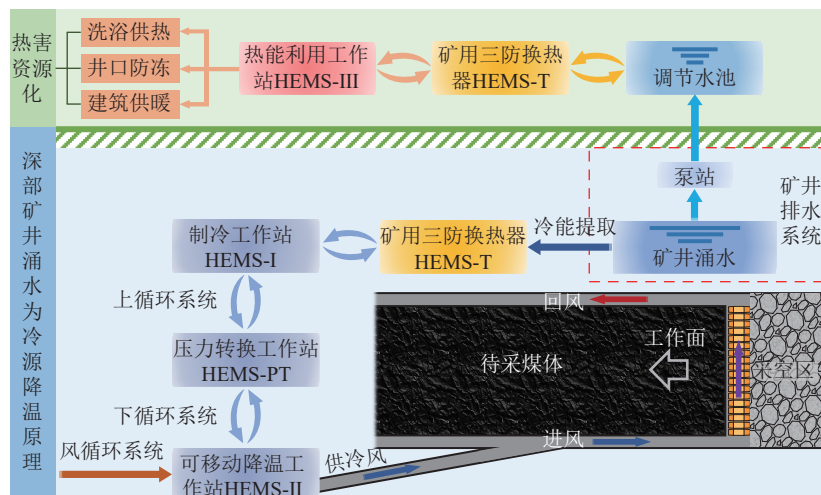 热害
资源
化
洗浴供热
井口防冻
建筑供暖
热能利用工作
站HEMS-III
矿用三防换热
器HEMS-T
调节水池
深
部
矿
井
涌
水
为
冷
源
降
温
原
理
泵站
矿井
排水
系统
制冷工作站
HEMS-I
矿用三防换热器
HEMS-T
冷能提取
矿井涌水
上循环系统
回风
压力转换工作站
HEMS-PT
待采煤体
工作面
采空区
下循环系统
风循环系统
可移动降温工
作站HEMS-II
供冷风
进风